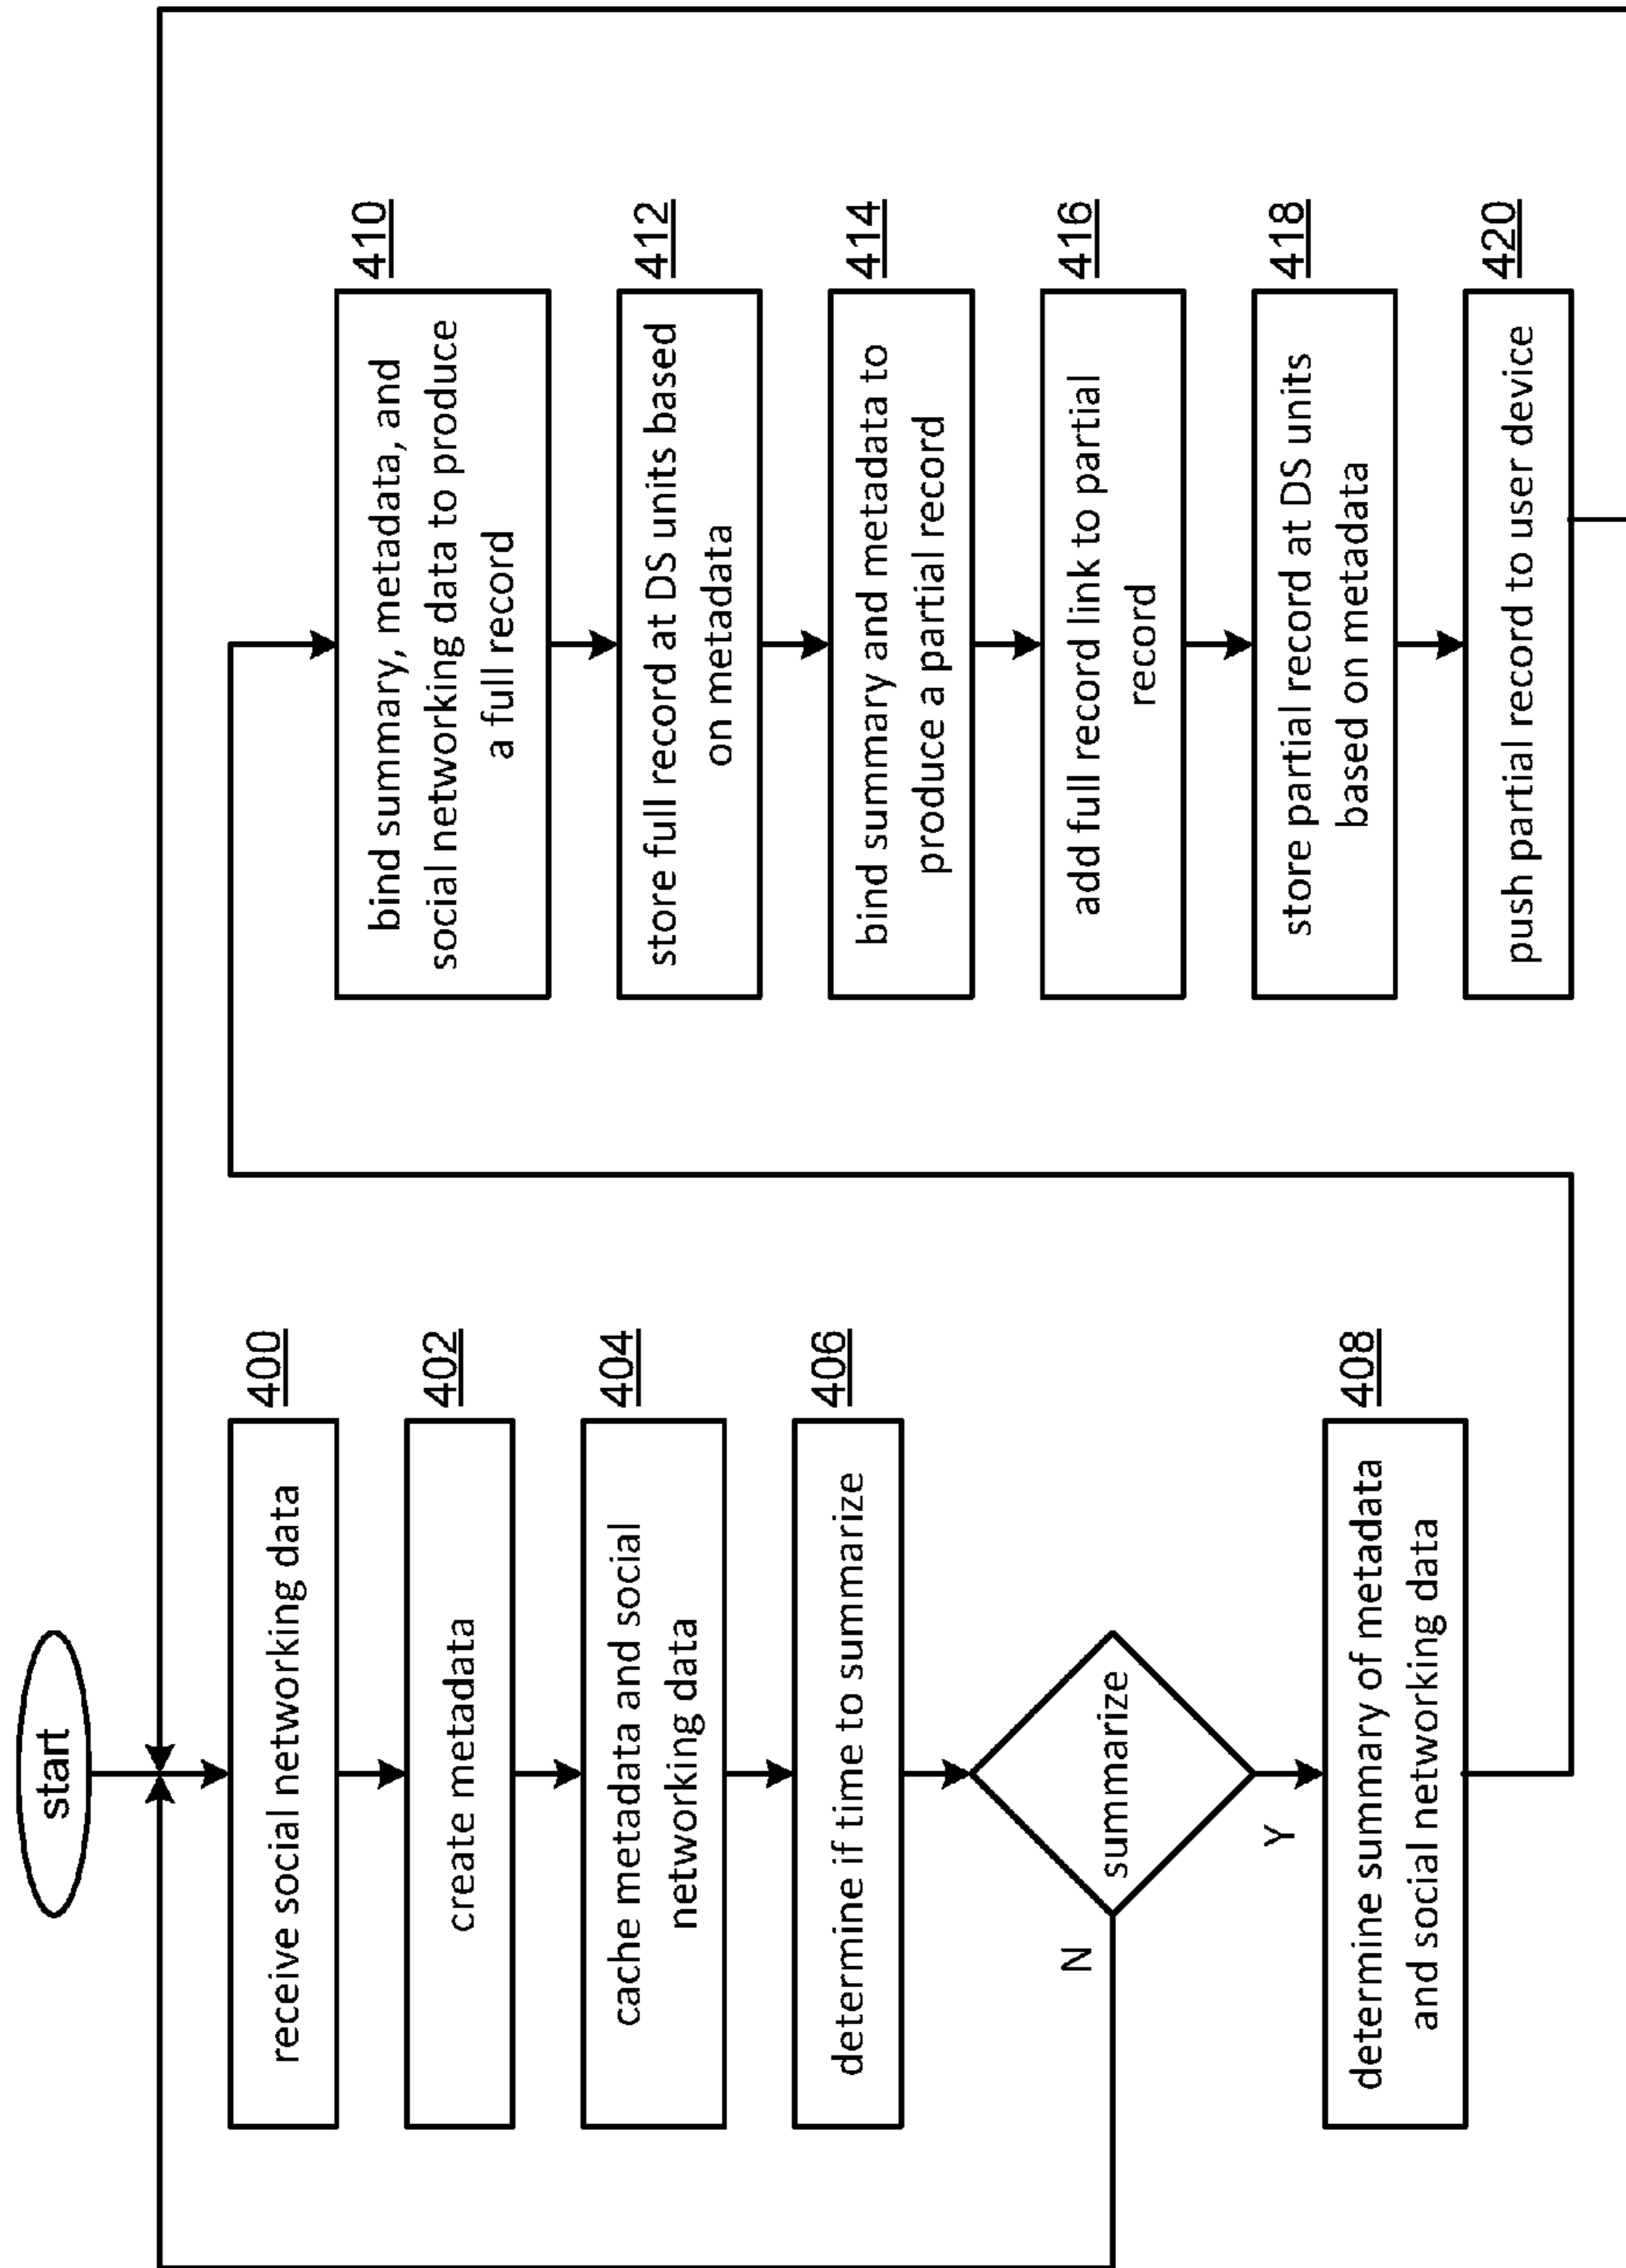 start
receive social networking data
400
create metadata
402
cache metadata and social
networking data
404
determine if time to summarize
406
summarize
N
Y
determine summary of metadata
and social networking data
408
bind summary, metadata, and
social networking data to produce
a full record
410
store full record at DS units based
on metadata
412
bind summary and metadata to
produce a partial record
414
add full record link to partial
record
416
store partial record at DS units
based on metadata
418
push partial record to user device
420